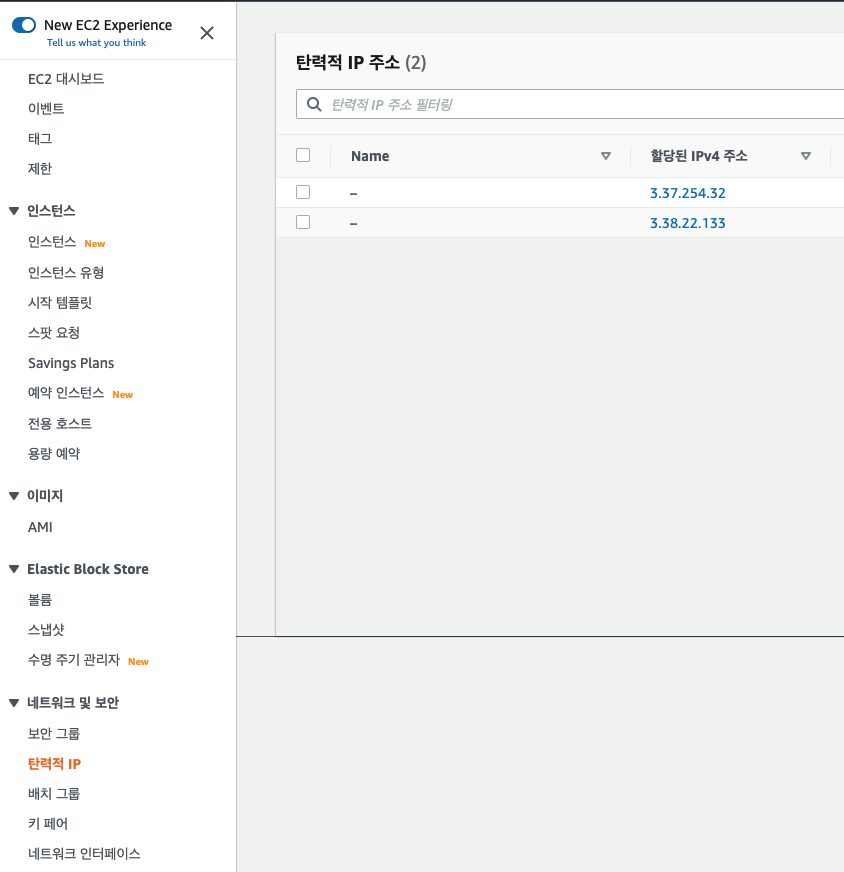 New EC2 Experience
Tell us what you think
EC2 대시보드
이벤트
태그
제한
인스턴스
인스턴스 New
인스턴스 유형
시작 템플릿
스팟 요청
Savings Plans
예약 인스턴스 New
전용 호스트
용량 예약
이미지
AMI
Elastic Block Store
볼륨
스냅샷
수명 주기 관리자 New
네트워크 및 보안
보안 그룹
탄력적 IP
배치 그룹
키 페어
네트워크 인터페이스
탄력적 IP 주소 (2)
탄력적 IP 주소 필터링
Name 할당된 IPv4 주소
– 3.37.254.32
– 3.38.22.133